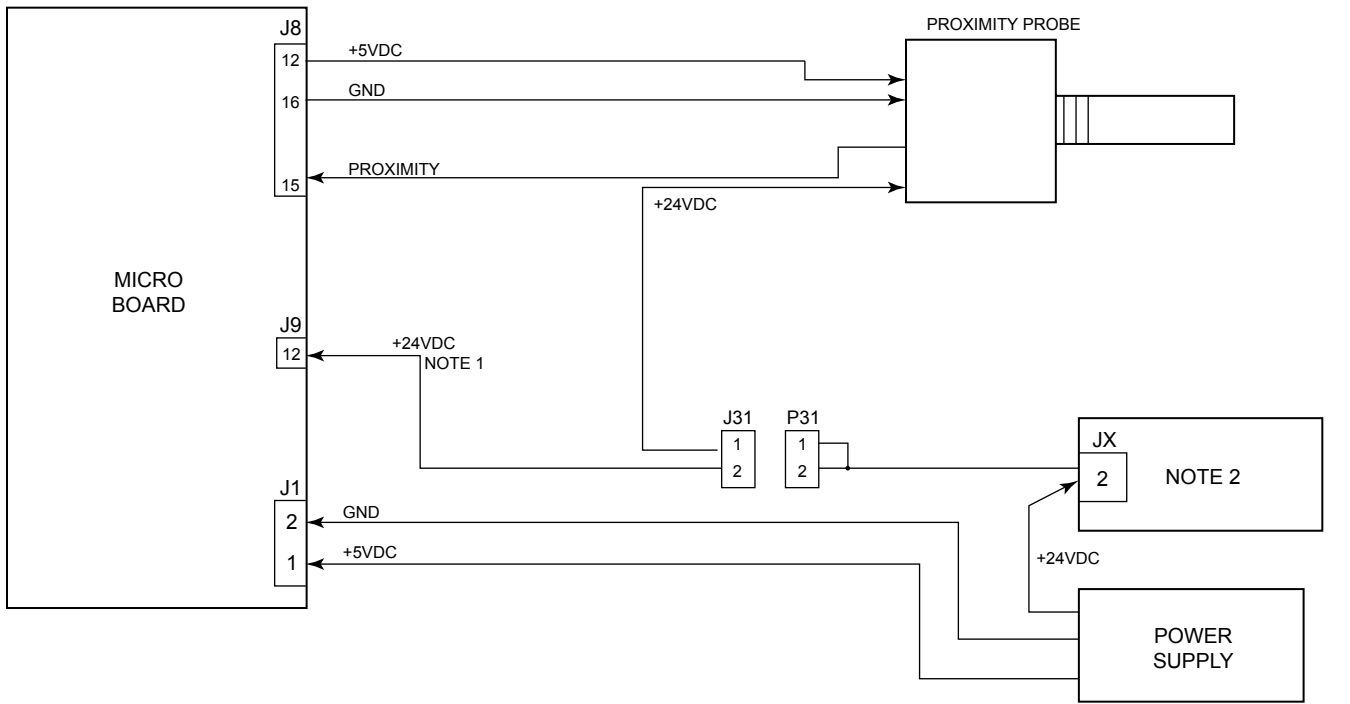 PROXIMITY PROBE
J8
12
+5VDC
16
GND
15
PROXIMITY
+24VDC
MICRO
BOARD
J9
12
+24VDC
NOTE 1
J31
1
2
P31
1
2
JX
2
NOTE 2
J1
2
GND
1
+5VDC
+24VDC
POWER
SUPPLY